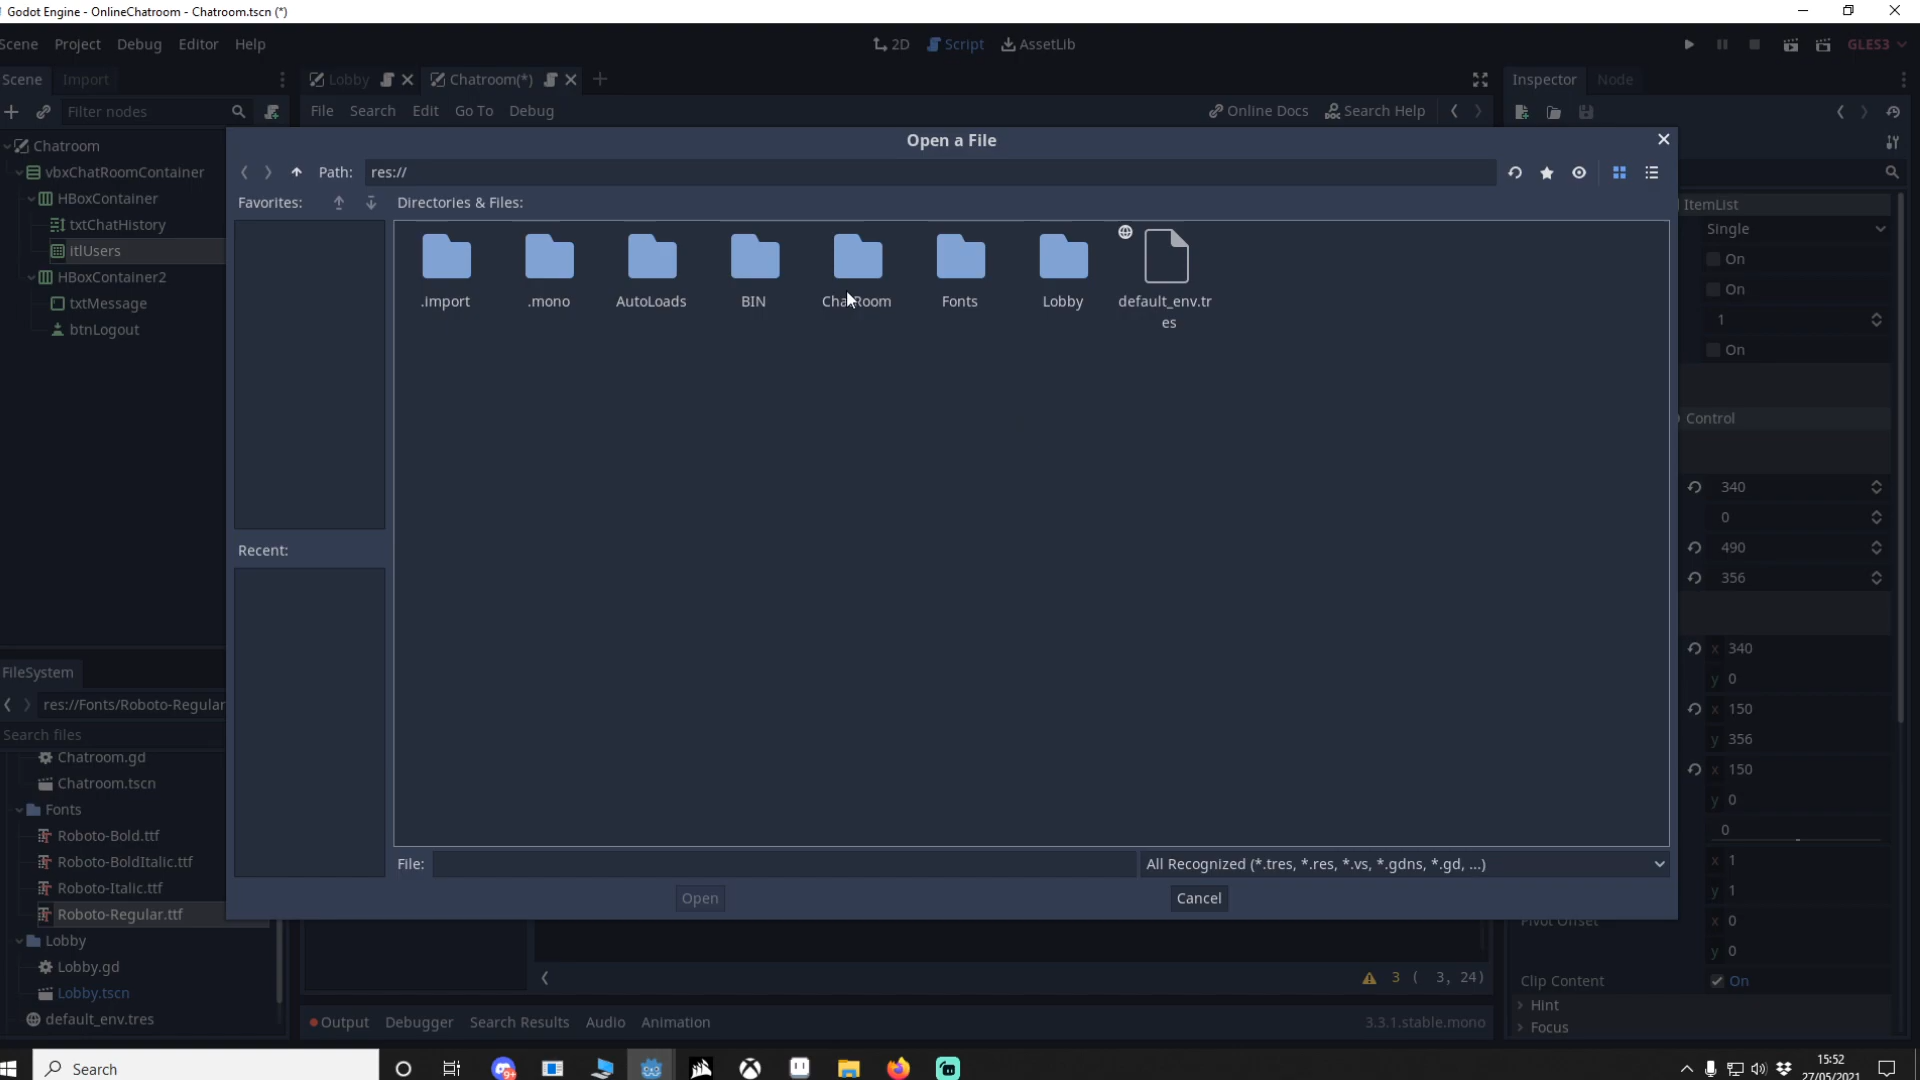 Godot Engine - OnlineChatroom - Chatroom.tscn (*)
Scene Project Debug Editor Help
2D Script AssetLib
GLES3
Scene Import
Lobby Chatroom(*)
Inspector Node
Filter nodes
File Search Edit Go To Debug
Online Docs Search Help
Chatroom
vbxChatRoomContainer
HBoxContainer
txtChatHistory
itlUsers
HBoxContainer2
txtMessage
btnLogout
Open a File
Path: res://
Favorites:
Directories & Files:
.import
.mono
AutoLoads
BIN
ChatRoom
Fonts
Lobby
default_env.tr
es
Recent:
File:
All Recognized (*.tres, *.res, *.vs, *.gdns, *.gd, ...)
Open
Cancel
ItemList
Single
On
On
1
On
Control
340
0
490
356
x 340
y 0
x 150
y 356
x 150
y 0
0
x 1
y 1
Pivot Offset
x 0
y 0
Clip Content On
Hint
Focus
FileSystem
res://Fonts/Roboto-Regular
Search files
Chatroom.gd
Chatroom.tscn
Fonts
Roboto-Bold.ttf
Roboto-BoldItalic.ttf
Roboto-Italic.ttf
Roboto-Regular.ttf
Lobby
Lobby.gd
Lobby.tscn
default_env.tres
3 ( 3, 24)
Output Debugger Search Results Audio Animation
3.3.1.stable.mono
Search
9+
15:52
27/05/2021